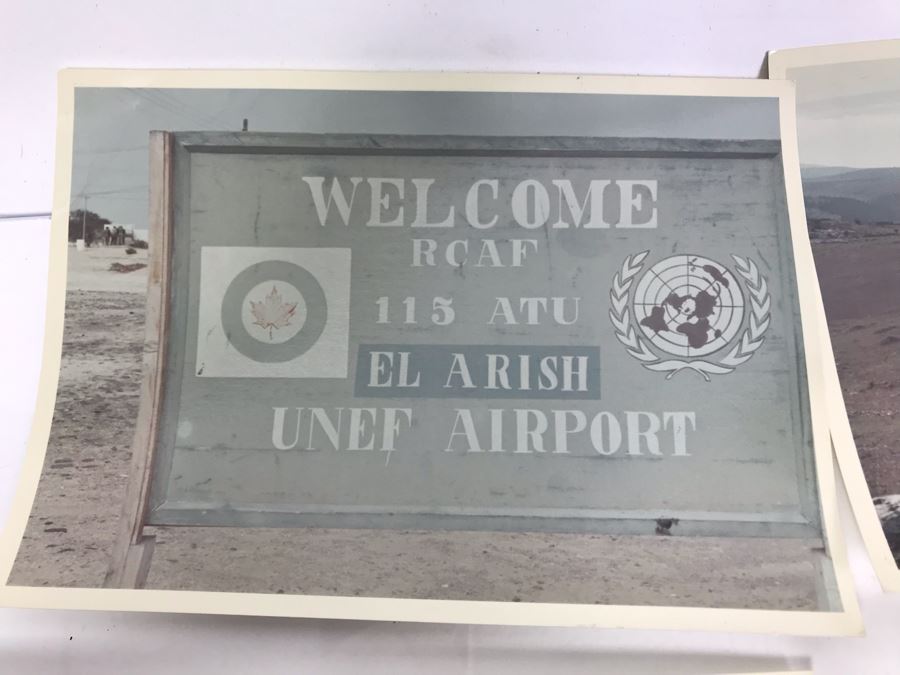 WELCOME
RCAF
115 ATU
EL ARISH
UNEF AIRPORT